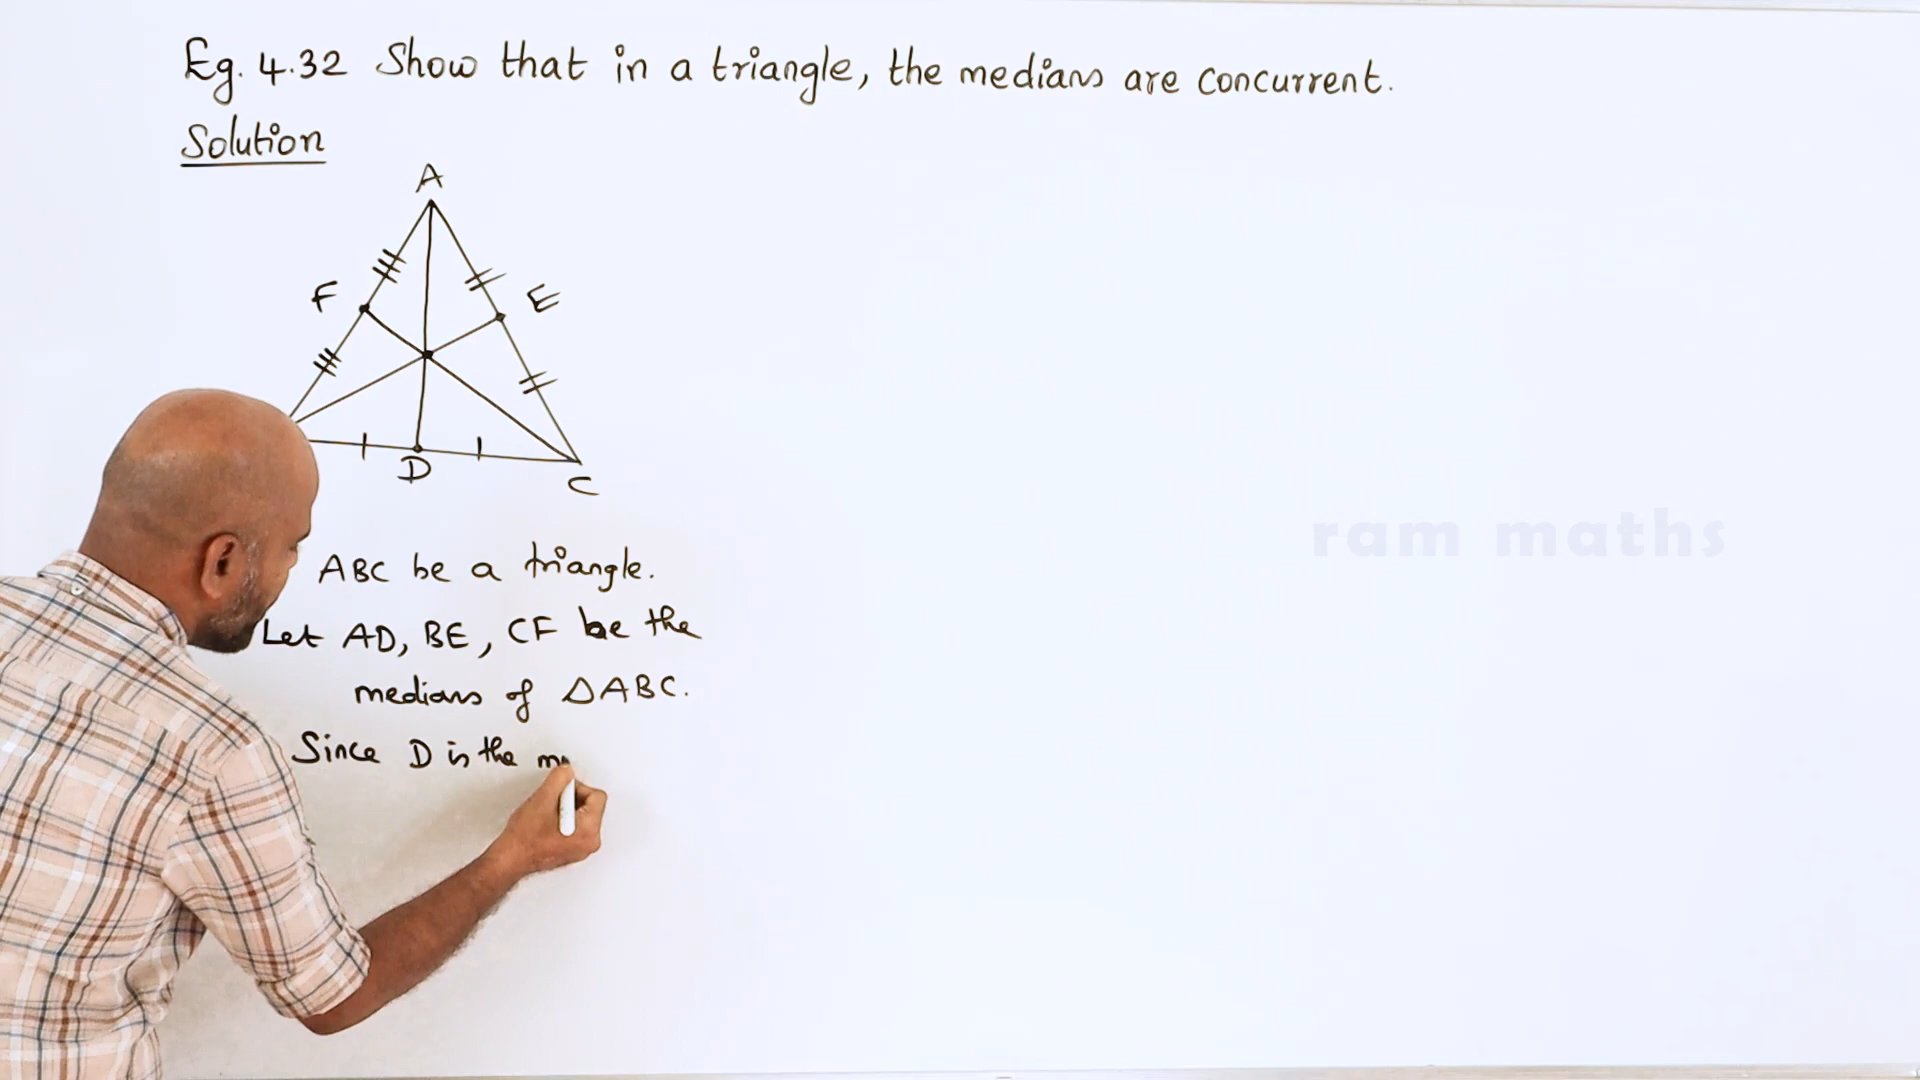 Eg. 4.32 Show that in a triangle, the medians are concurrent.
Solution
A
F
E
D
C
ABC be a triangle.
ram maths
Let AD, BE, CF be the
medians of △ABC.
Since D is the